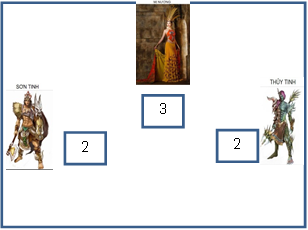 MỊ NƯƠNG
SƠN TINH
THỦY TINH
3
2
2